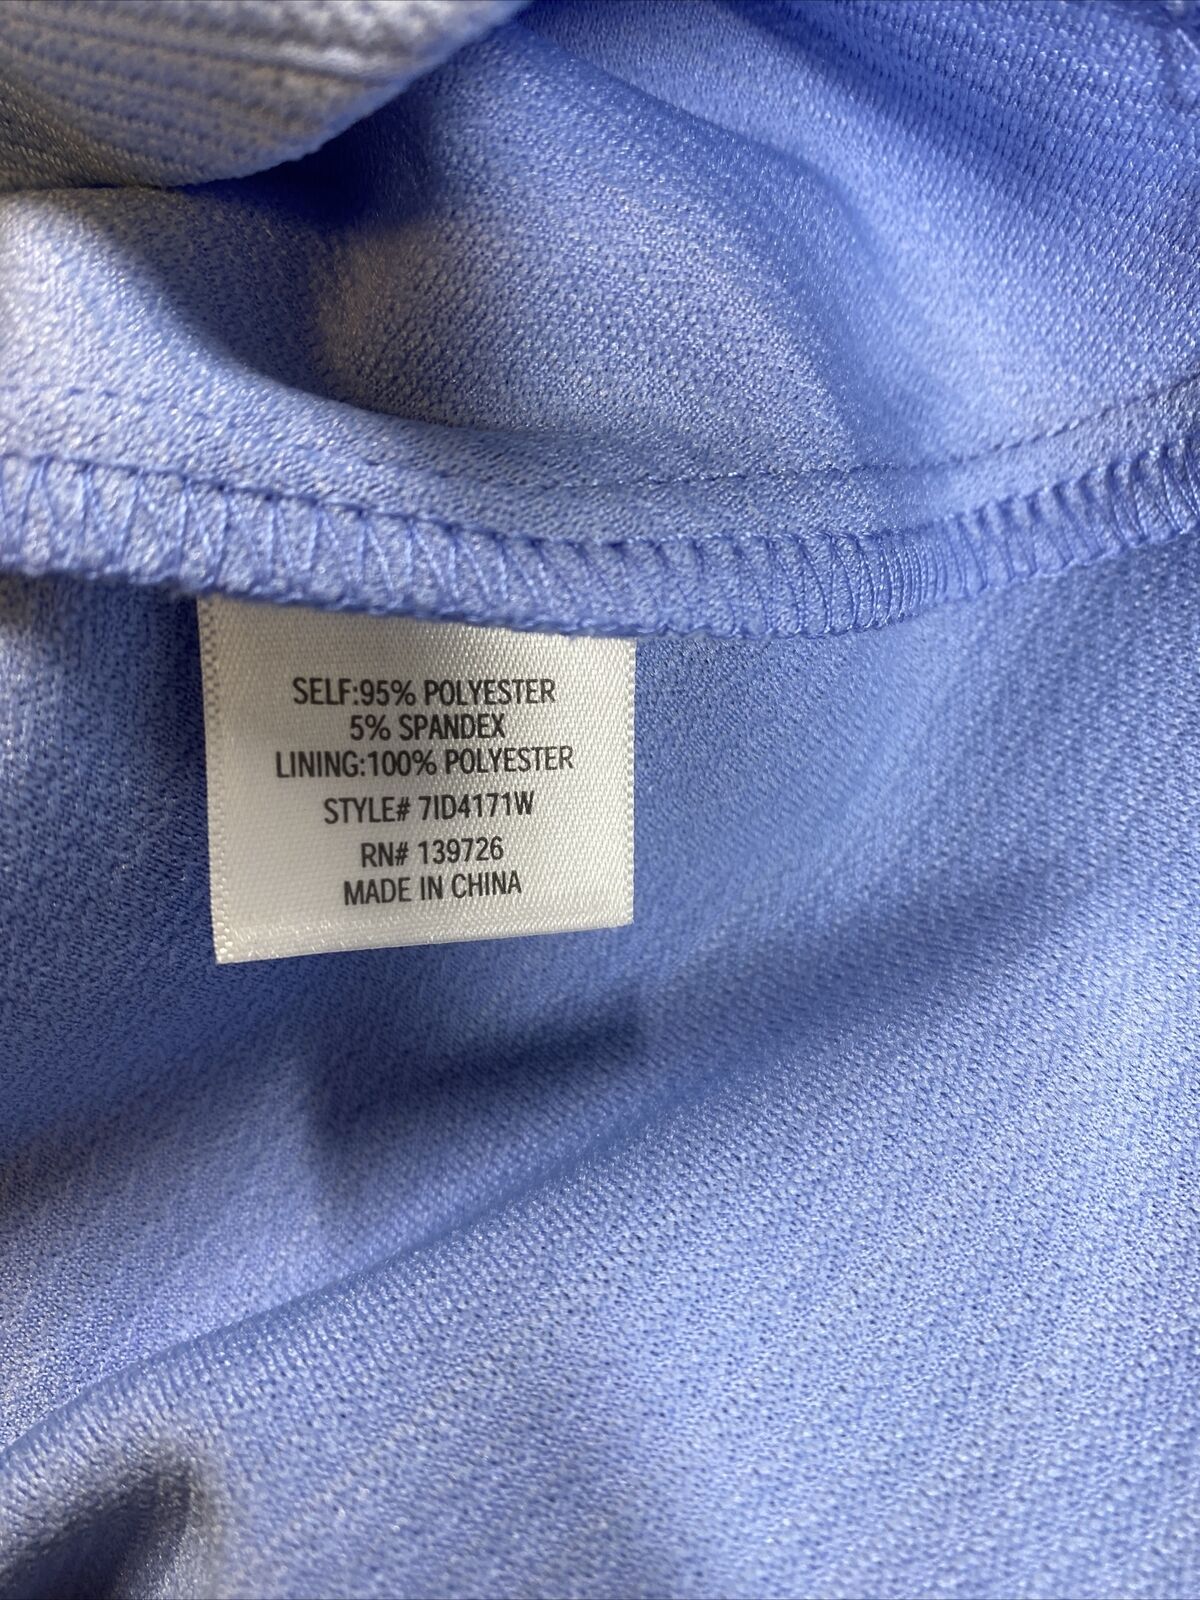 SELF:95% POLYESTER
5% SPANDEX
LINING:100% POLYESTER
STYLE# 7ID4171W
RN# 139726
MADE IN CHINA